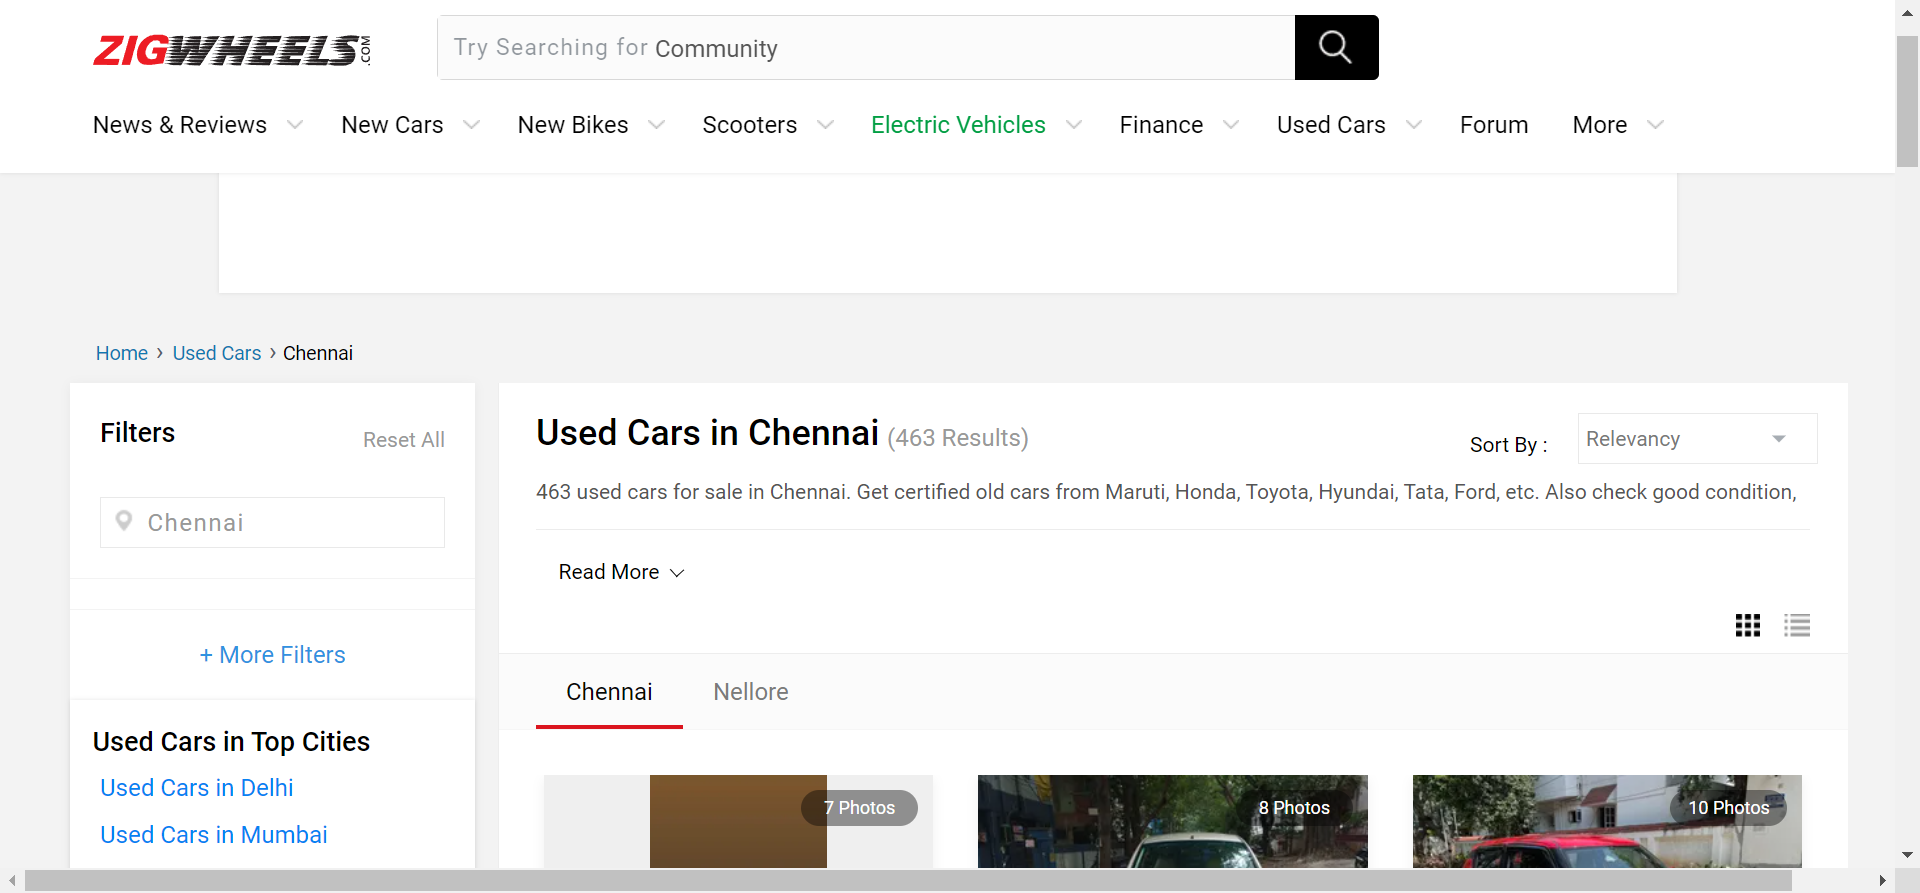 ZIGWHEELS.COM
Try Searching for Community
News & Reviews
New Cars
New Bikes
Scooters
Electric Vehicles
Finance
Used Cars
Forum
More
Home › Used Cars › Chennai
Filters
Reset All
Chennai
+ More Filters
Used Cars in Top Cities
Used Cars in Delhi
Used Cars in Mumbai
Used Cars in Chennai (463 Results)
Sort By :
Relevancy
463 used cars for sale in Chennai. Get certified old cars from Maruti, Honda, Toyota, Hyundai, Tata, Ford, etc. Also check good condition,
Read More
Chennai
Nellore
7 Photos
8 Photos
10 Photos